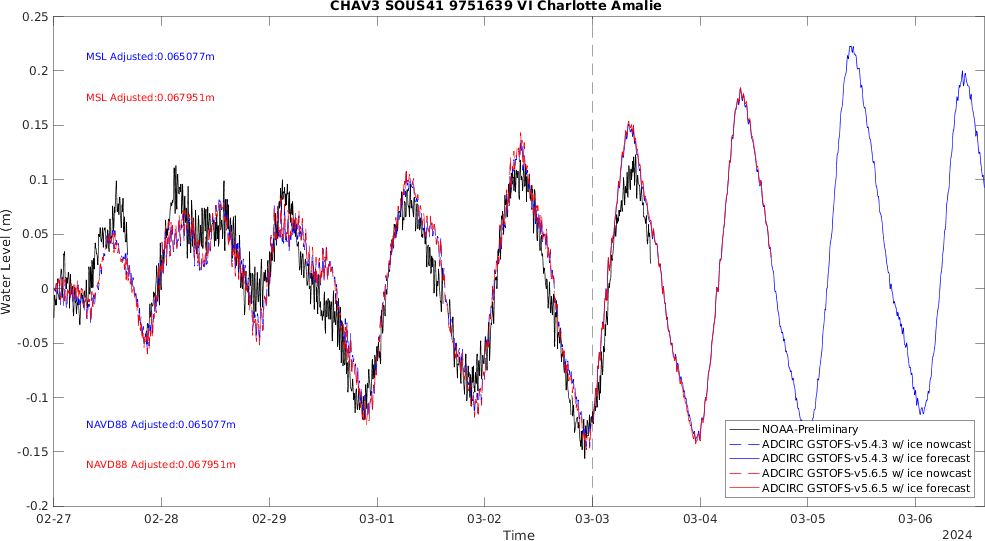 CHAV3 SOUS41 9751639 VI Charlotte Amalie
0.25
0.2
0.15
0.1
0.05
0
-0.05
-0.1
-0.15
-0.2
Water Level (m)
MSL Adjusted:0.065077m
MSL Adjusted:0.067951m
NAVD88 Adjusted:0.065077m
NAVD88 Adjusted:0.067951m
NOAA-Preliminary
ADCIRC GSTOFS-v5.4.3 w/ ice nowcast
ADCIRC GSTOFS-v5.4.3 w/ ice forecast
ADCIRC GSTOFS-v5.6.5 w/ ice nowcast
ADCIRC GSTOFS-v5.6.5 w/ ice forecast
02-27 02-28 02-29 03-01 03-02 03-03 03-04 03-05 03-06
Time
2024